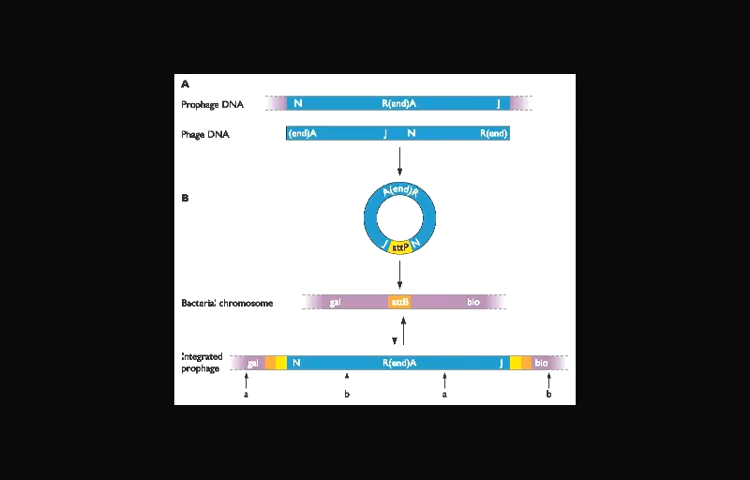 A
Prophage DNA N R(end)A J
Phage DNA (end)A J N R(end)
B
A(end)R
J attP N
Bacterial chromosome gal attB bio
Integrated
prophage gal N R(end)A J bio
a b a b